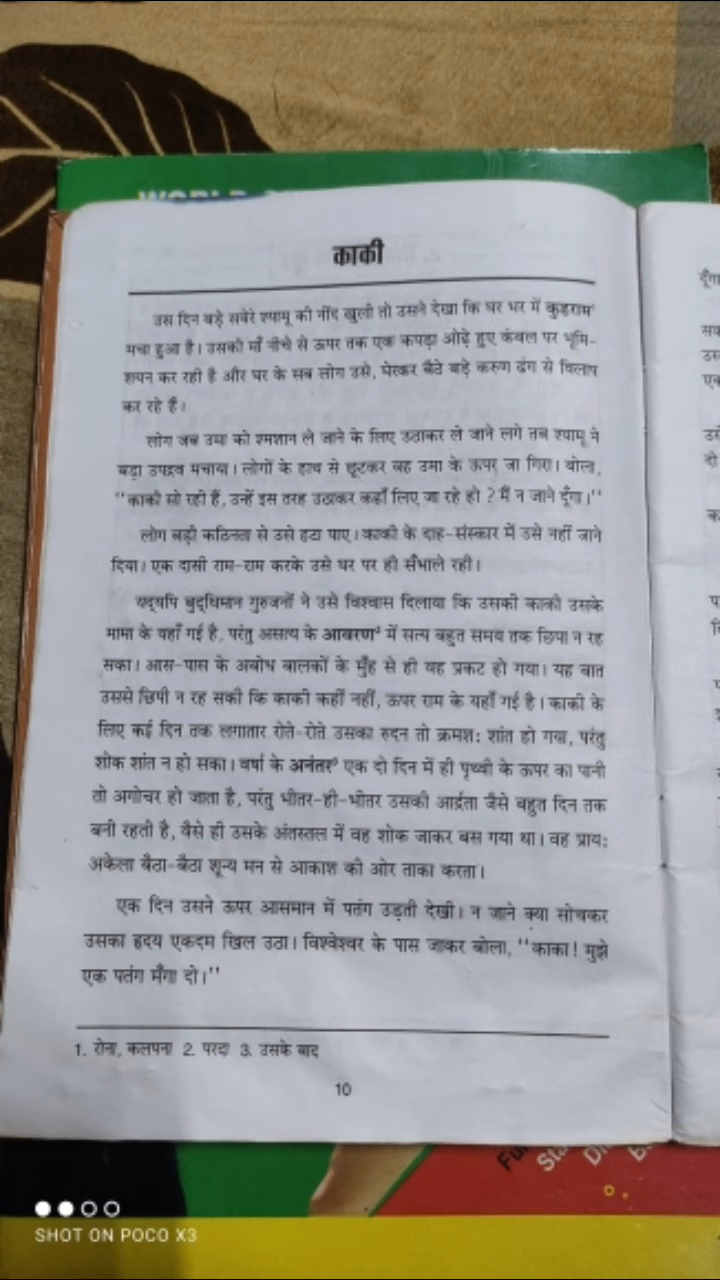 काकी
उस दिन बड़े सवेरे श्यामू की नींद खुली तो उसने देखा कि घर भर में कुहराम¹
मचा हुआ है। उसकी माँ नीचे से ऊपर तक एक कपड़ा ओढ़े हुए कंबल पर भूमि-
शयन कर रही है और घर के सब लोग उसे, घेरकर बैठे बड़े करुण ढंग से विलाप
कर रहे हैं।
लोग जब उमा को श्मशान ले जाने के लिए उठाकर ले जाने लगे तब श्यामू ने
बड़ा उपद्रव मचाया। लोगों के हाथ से छूटकर वह उमा के ऊपर जा गिरा। बोला,
"काकी सो रही हैं, उन्हें इस तरह उठाकर कहाँ लिए जा रहे हो ? मैं न जाने दूँगा।"
लोग बड़ी कठिनता से उसे हटा पाए। काकी के दाह-संस्कार में उसे नहीं जाने
दिया। एक दासी राम-राम करके उसे घर पर ही सँभाले रही।
यद्यपि बुद्धिमान गुरुजनों ने उसे विश्वास दिलाया कि उसकी काकी उसके
मामा के यहाँ गई है, परंतु असत्य के आवरण² में सत्य बहुत समय तक छिपा न रह
सका। आस-पास के अबोध बालकों के मुँह से ही वह प्रकट हो गया। यह बात
उससे छिपी न रह सकी कि काकी कहीं नहीं, ऊपर राम के यहाँ गई है। काकी के
लिए कई दिन तक लगातार रोते-रोते उसका रुदन तो क्रमश: शांत हो गया, परंतु
शोक शांत न हो सका। वर्षा के अनंतर³ एक दो दिन में ही पृथ्वी के ऊपर का पानी
तो अगोचर हो जाता है, परंतु भीतर-ही-भीतर उसकी आर्द्रता जैसे बहुत दिन तक
बनी रहती है, वैसे ही उसके अंतस्तल में वह शोक जाकर बस गया था। वह प्राय:
अकेला बैठा-बैठा शून्य मन से आकाश की ओर ताका करता।
एक दिन उसने ऊपर आसमान में पतंग उड़ती देखी। न जाने क्या सोचकर
उसका हृदय एकदम खिल उठा। विश्वेश्वर के पास जाकर बोला, "काका! मुझे
एक पतंग मँगा दो।"
1. रोना, कलपना 2. परदा 3. उसके बाद
10
SHOT ON POCO X3